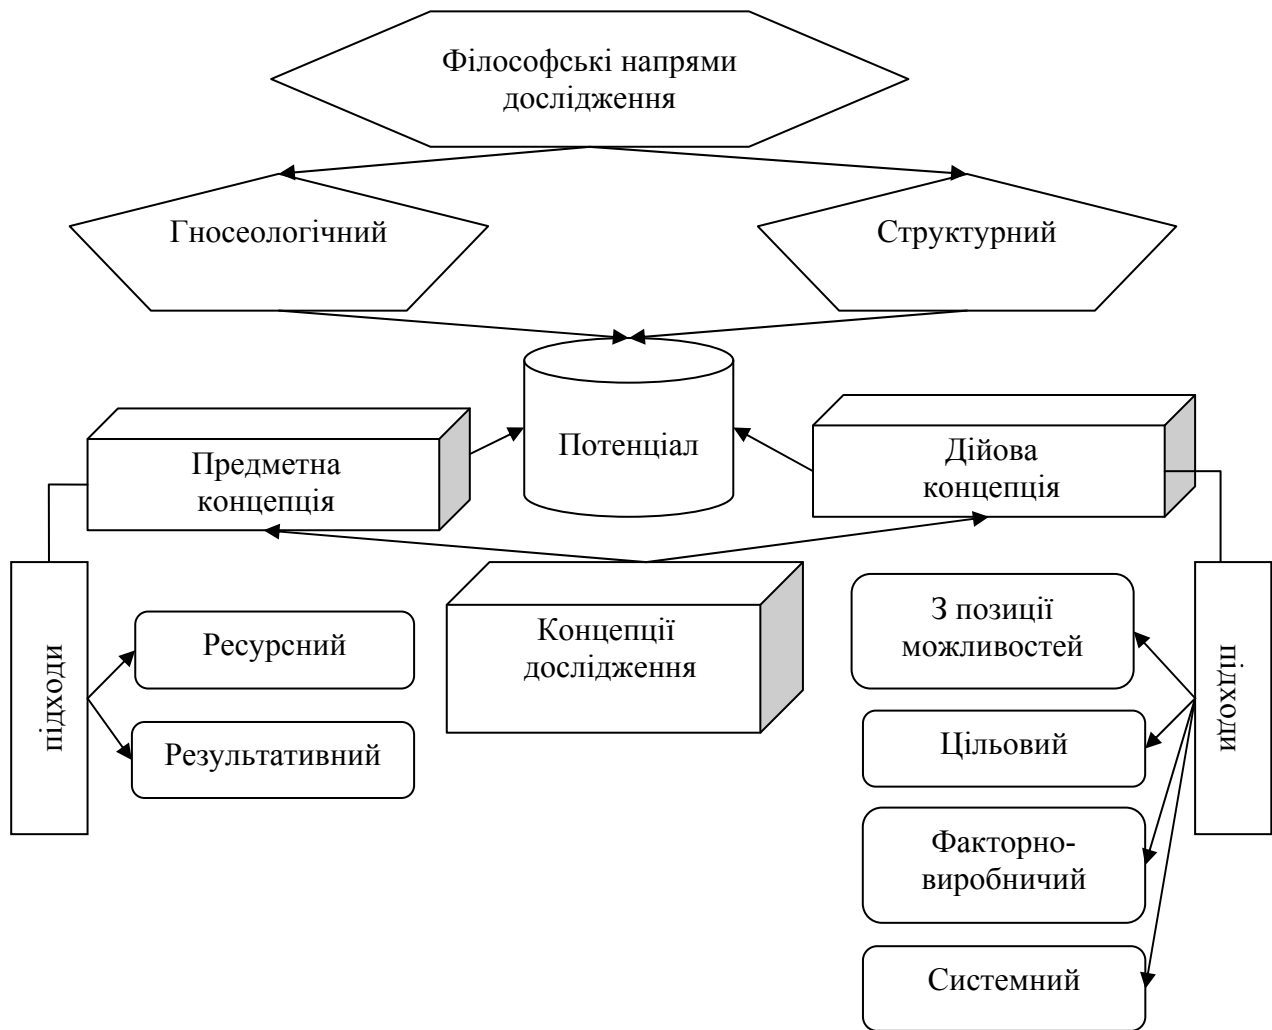 Філософські напрями
дослідження
Гносеологічний
Структурний
Потенціал
Предметна
концепція
Дійова
концепція
Концепції
дослідження
підходи
Ресурсний
Результативний
підходи
З позиції
можливостей
Цільовий
Факторно-
виробничий
Системний